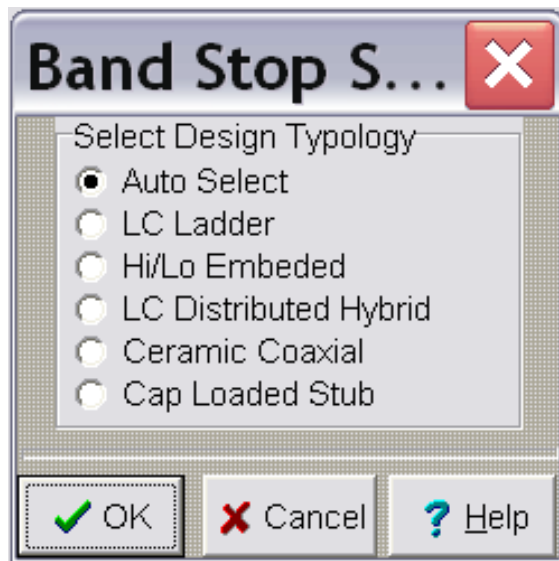 Band Stop S...
Select Design Typology
Auto Select
LC Ladder
Hi/Lo Embeded
LC Distributed Hybrid
Ceramic Coaxial
Cap Loaded Stub
OK Cancel Help